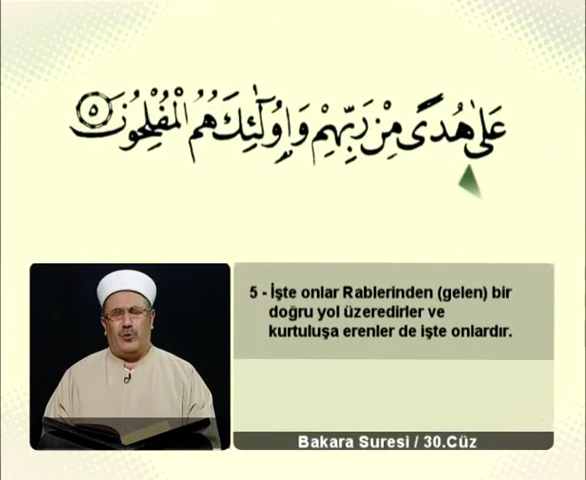 عَلٰى هُدًى مِنْ رَبِّهِمْ وَاُولٰٓئِكَ هُمُ الْمُفْلِحُونَ ٥
5 - İşte onlar Rablerinden (gelen) bir
doğru yol üzeredirler ve
kurtuluşa erenler de işte onlardır.
Bakara Suresi / 30.Cüz